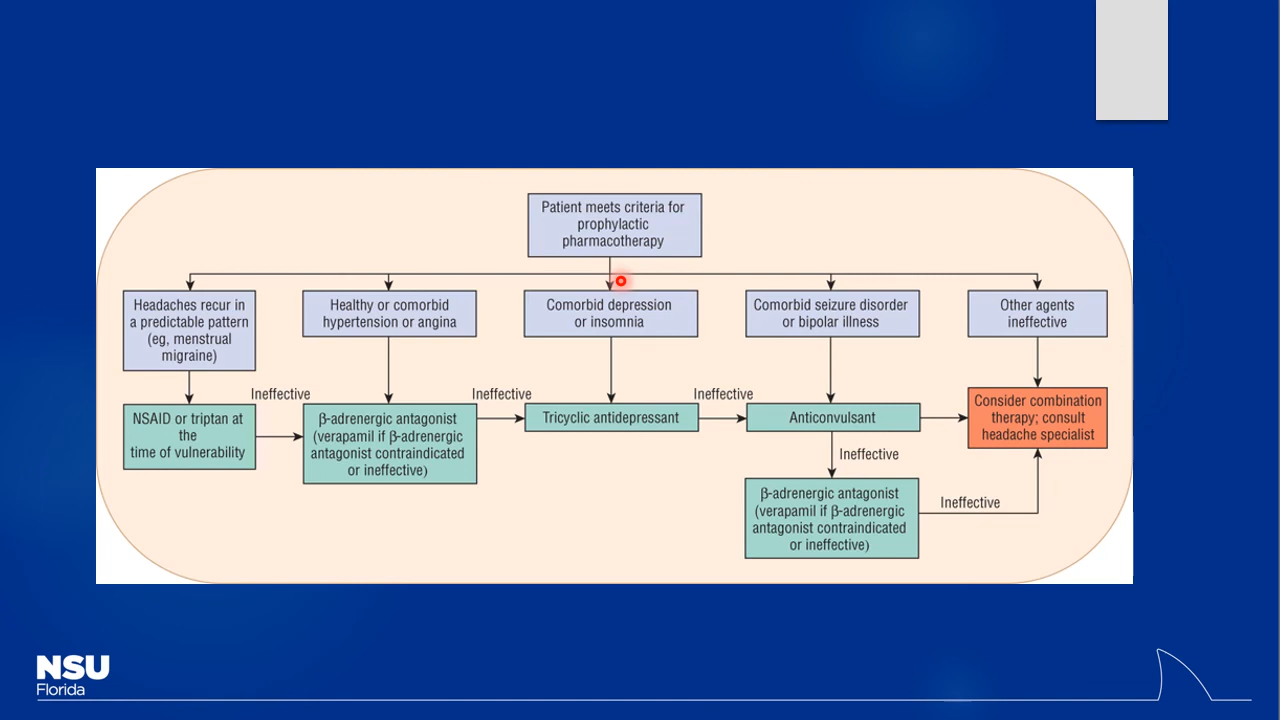 Patient meets criteria for
prophylactic
pharmacotherapy
Headaches recur in
a predictable pattern
(eg, menstrual
migraine)
Healthy or comorbid
hypertension or angina
Comorbid depression
or insomnia
Comorbid seizure disorder
or bipolar illness
Other agents
ineffective
NSAID or triptan at
the
time of vulnerability
Ineffective
β-adrenergic antagonist
(verapamil if β-adrenergic
antagonist contraindicated
or ineffective)
Ineffective
Tricyclic antidepressant
Ineffective
Anticonvulsant
Consider combination
therapy; consult
headache specialist
Ineffective
β-adrenergic antagonist
(verapamil if β-adrenergic
antagonist contraindicated
or ineffective)
Ineffective
NSU
Florida